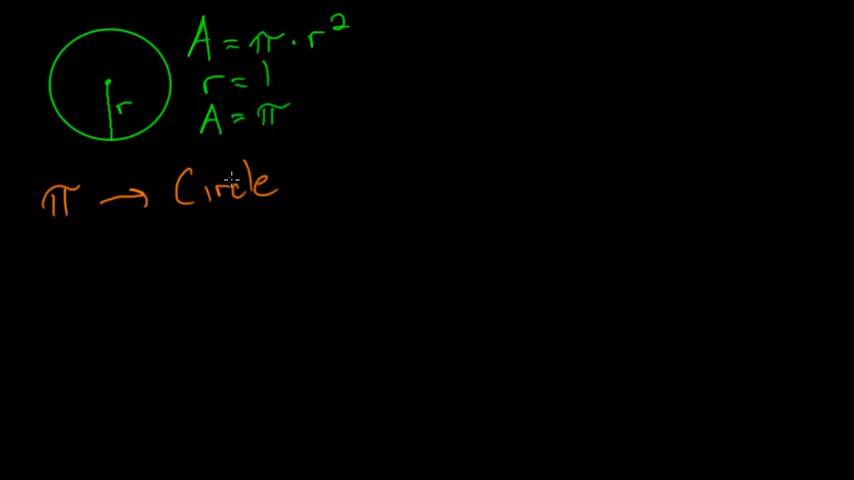 A = π · r²
r = 1
r
A = π
π → Circle